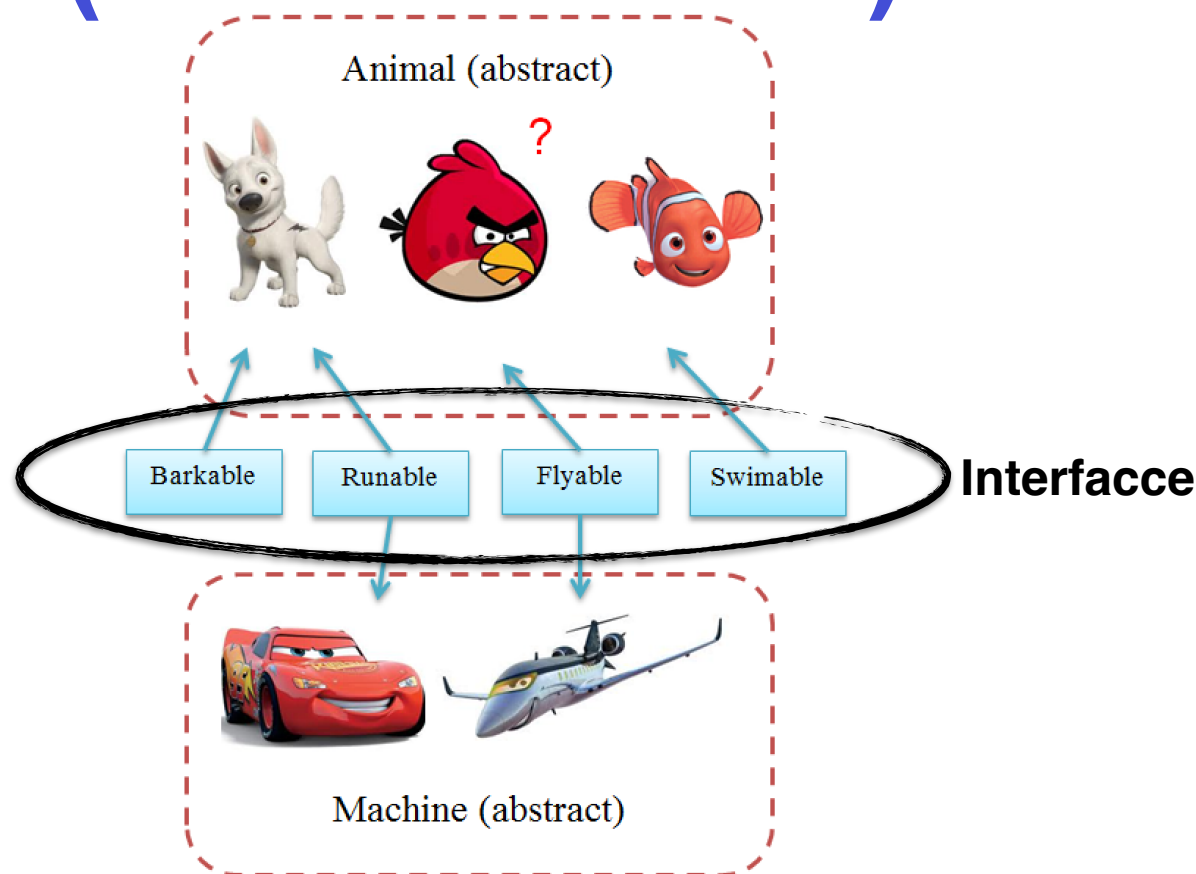 Animal (abstract)
?
Barkable
Runable
Flyable
Swimable
Interfacce
Machine (abstract)